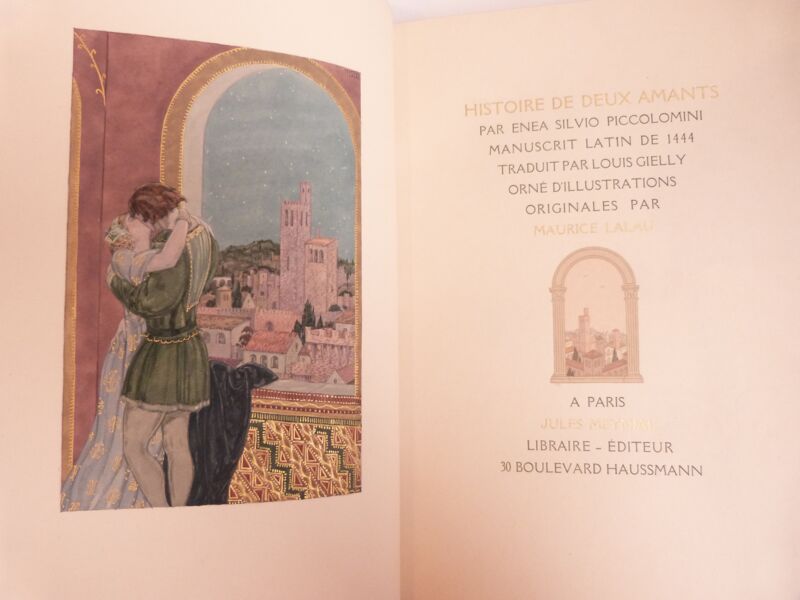 HISTOIRE DE DEUX AMANTS
PAR ENEA SILVIO PICCOLOMINI
MANUSCRIT LATIN DE 1444
TRADUIT PAR LOUIS GIELLY
ORNÉ D'ILLUSTRATIONS
ORIGINALES PAR
MAURICE LALAU
A PARIS
JULES MEYNIAL
LIBRAIRE - ÉDITEUR
30 BOULEVARD HAUSSMANN